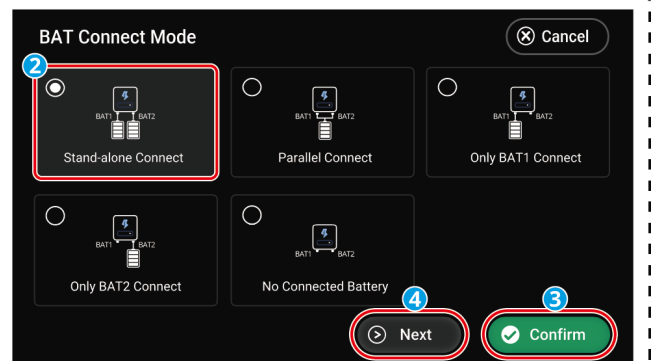 BAT Connect Mode
Cancel
2
BAT1 BAT2
Stand-alone Connect
BAT1 BAT2
Parallel Connect
BAT1 BAT2
Only BAT1 Connect
BAT1 BAT2
Only BAT2 Connect
BAT1 BAT2
No Connected Battery
4
3
Next
Confirm